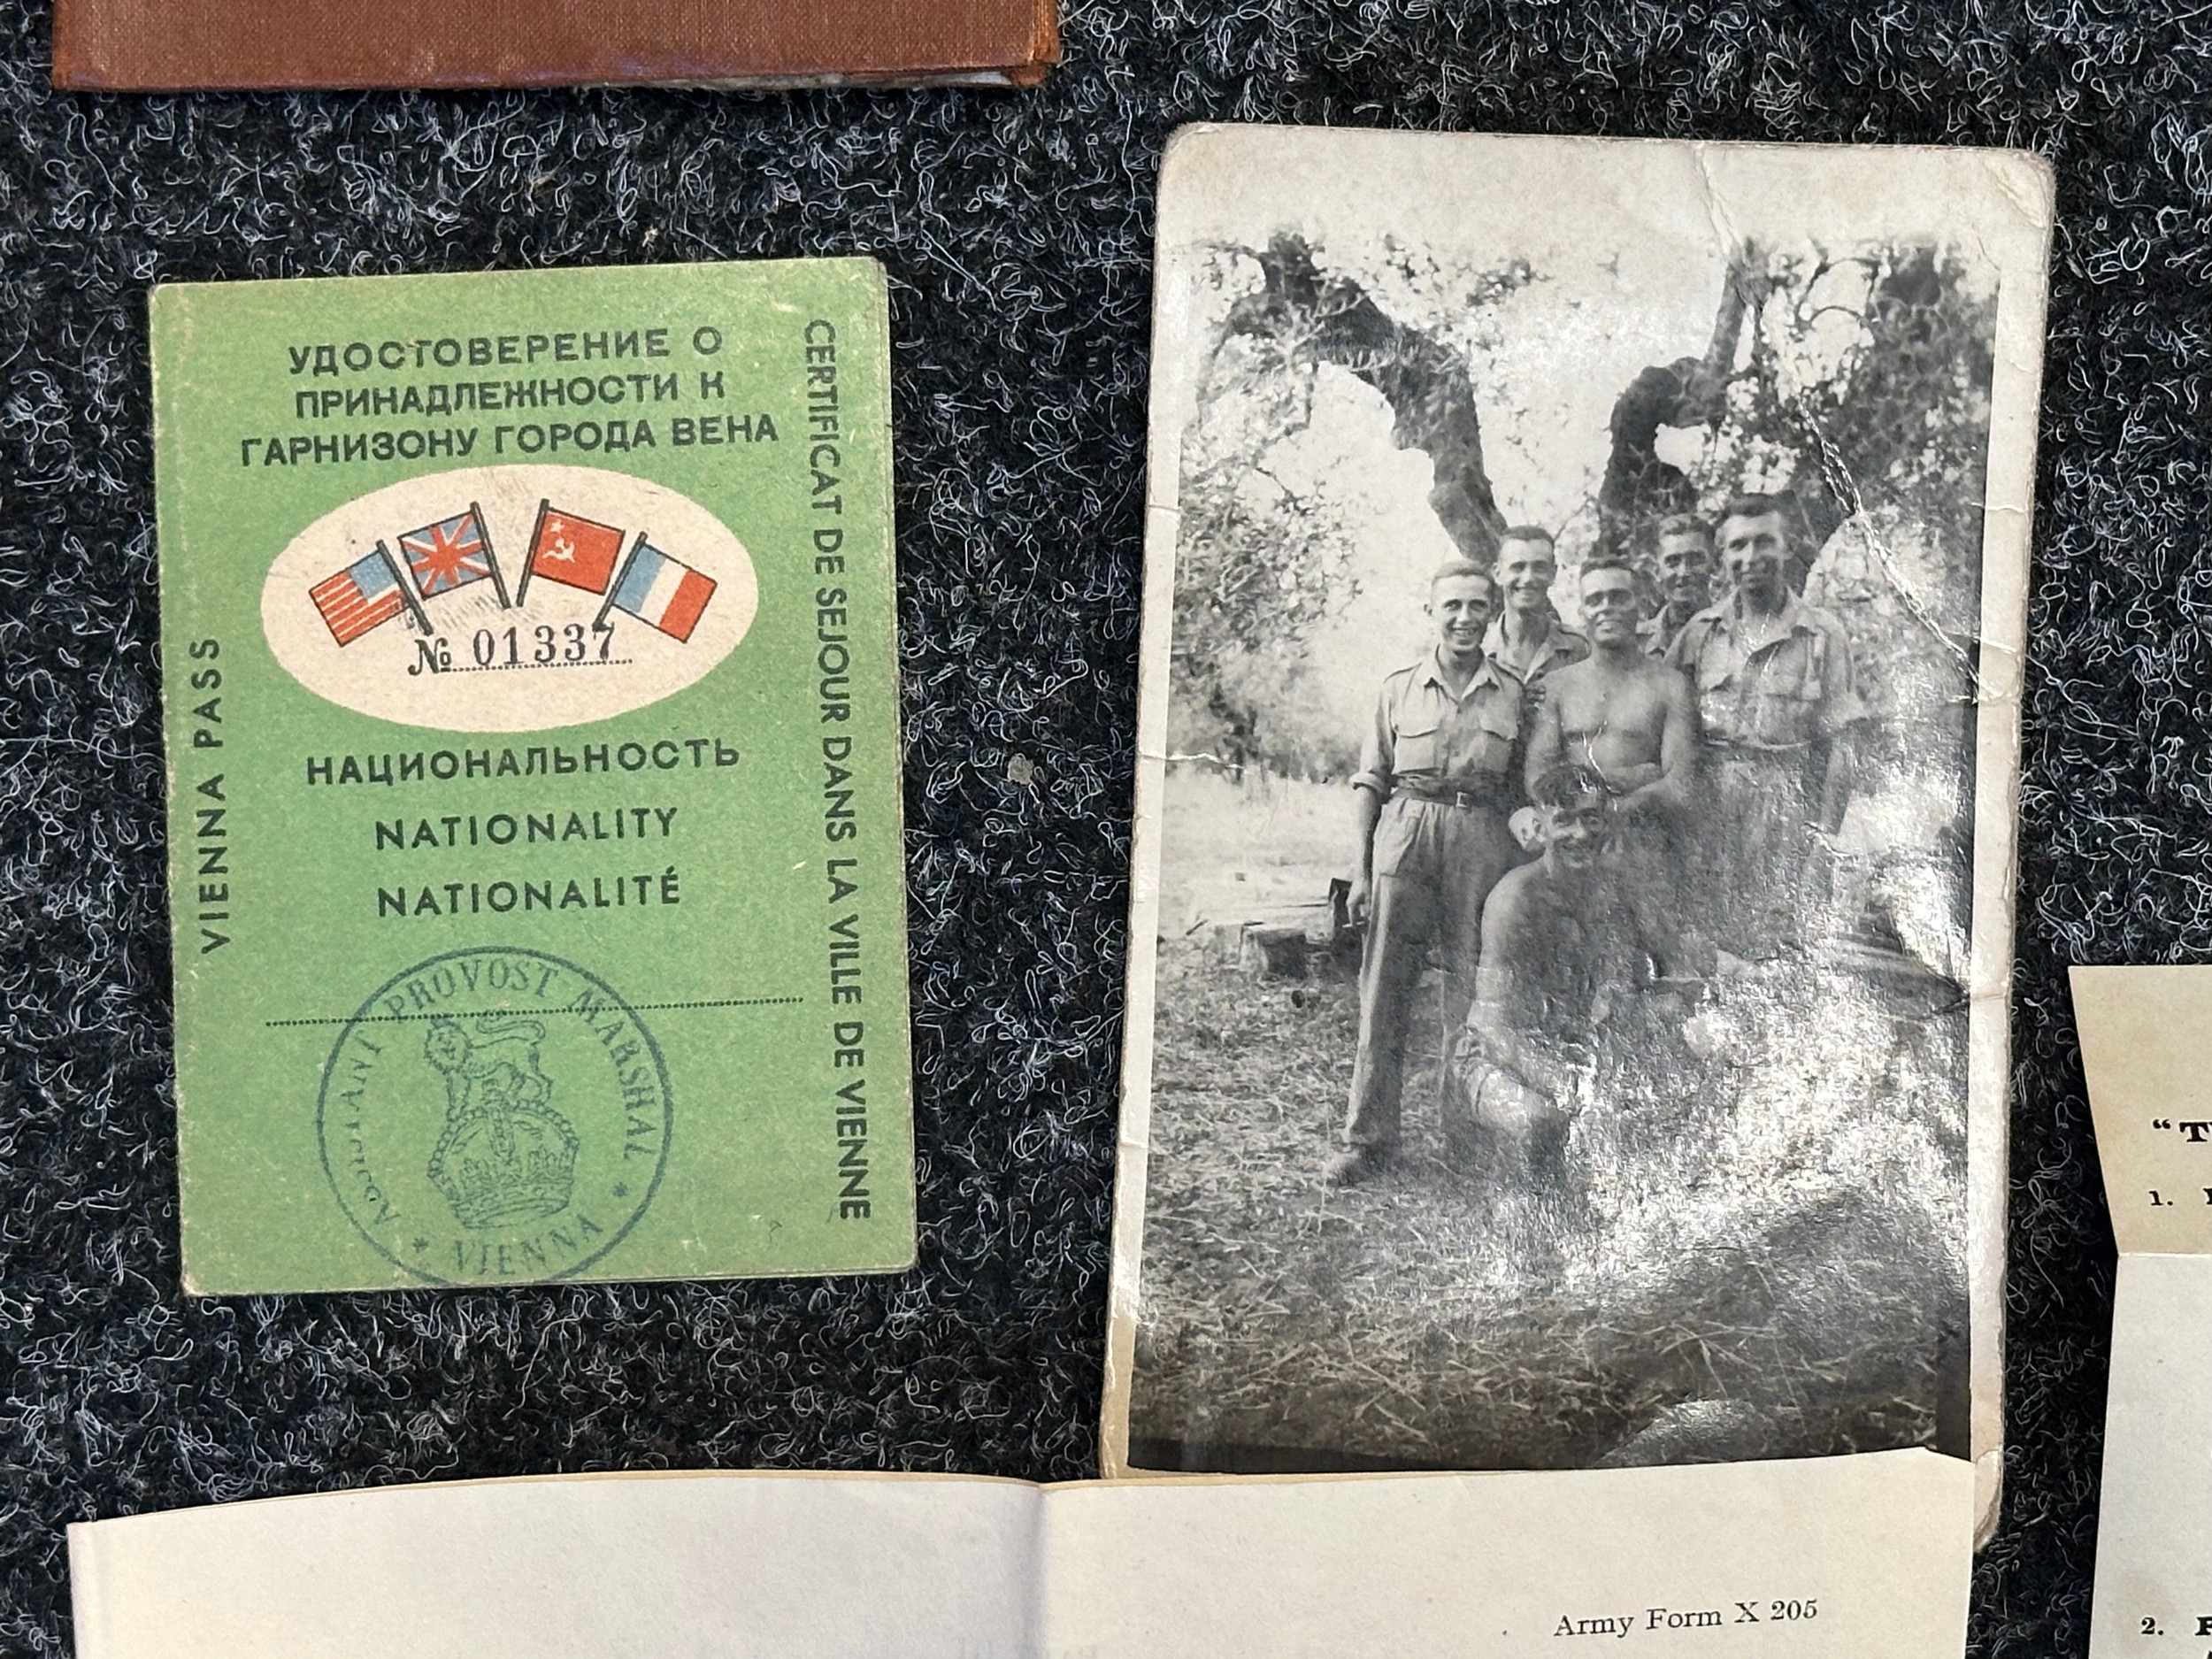 УДОСТОВЕРЕНИЕ О
ПРИНАДЛЕЖНОСТИ К
ГАРНИЗОНУ ГОРОДА ВЕНА
№ 01337
НАЦИОНАЛЬНОСТЬ
NATIONALITY
NATIONALITÉ
VIENNA PASS
CERTIFICAT DE SEJOUR DANS LA VILLE DE VIENNE
PROVOST MARSHAL
* VIENNA *
Army Form X 205
1.
2.